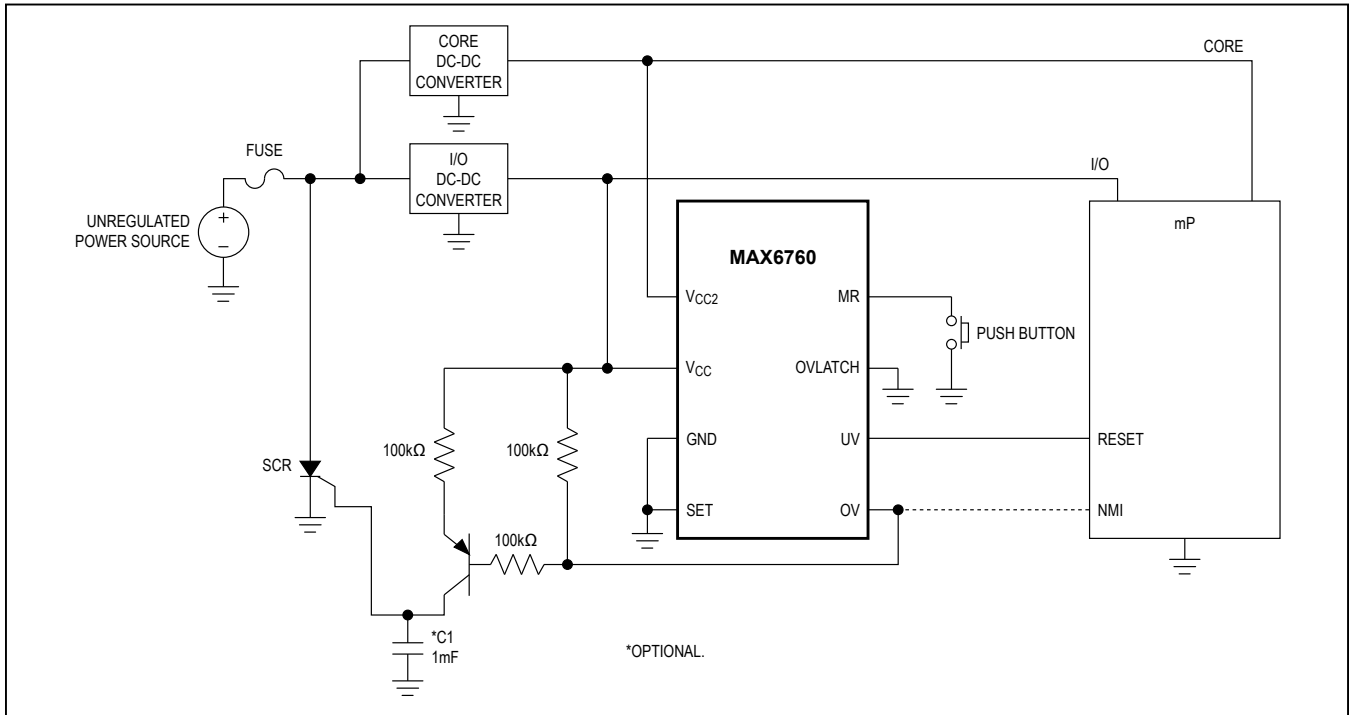 CORE
DC-DC
CONVERTER
CORE
FUSE
I/O
DC-DC
CONVERTER
I/O
UNREGULATED
POWER SOURCE
+
−
MAX6760
mP
VCC2
MR
PUSH BUTTON
VCC
OVLATCH
100kΩ
100kΩ
GND
UV
RESET
SCR
SET
OV
NMI
100kΩ
*C1
1mF
*OPTIONAL.